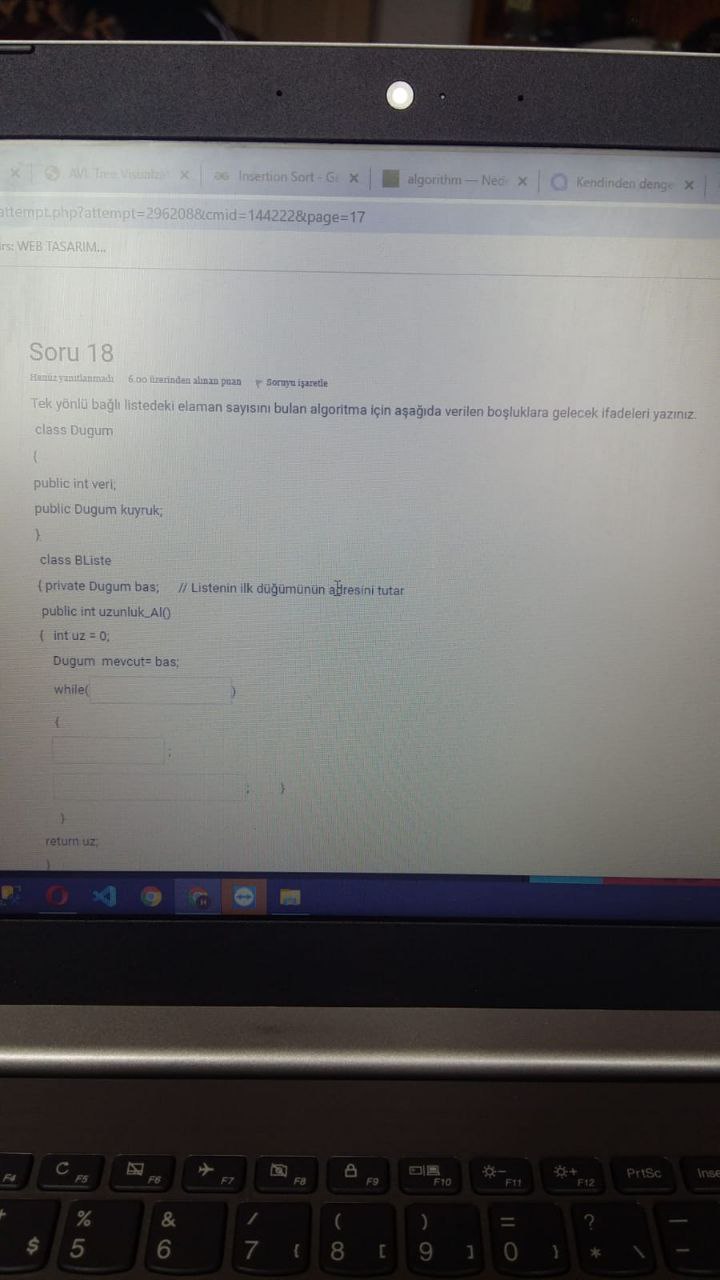 AVL Tree Visualizat
Insertion Sort - Ge
algorithm — Nede
Kendinden denge
attempt.php?attempt=296208&cmid=144222&page=17
rs: WEB TASARIM...
Soru 18
Henüz yanıtlanmadı 6.00 üzerinden alınan puan Soruyu işaretle
Tek yönlü bağlı listedeki elaman sayısını bulan algoritma için aşağıda verilen boşluklara gelecek ifadeleri yazınız.
class Dugum
{
public int veri;
public Dugum kuyruk;
}
class BListe
{ private Dugum bas; // Listenin ilk düğümünün adresini tutar
public int uzunluk_Al()
{ int uz = 0;
Dugum mevcut= bas;
while( )
{
;
; }
}
return uz;
}
F4 F5 F6 F7 F8 F9 F10 F11 F12 PrtSc Inse
$ % 5 & 6 / 7 { ( 8 [ ) 9 ] = 0 } ? * \ — –